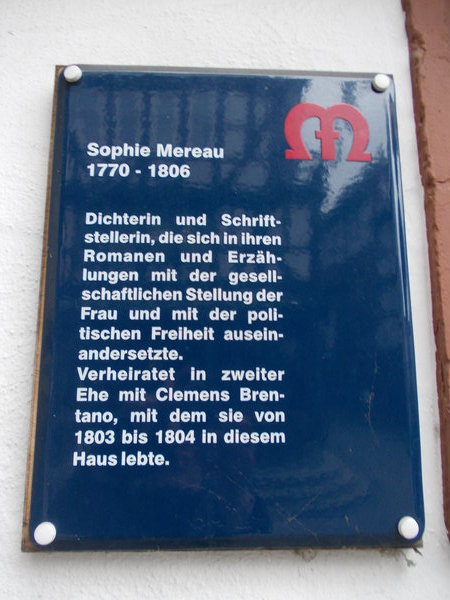 Sophie Mereau
1770 - 1806
Dichterin und Schrift-
stellerin, die sich in ihren
Romanen und Erzäh-
lungen mit der gesell-
schaftlichen Stellung der
Frau und mit der poli-
tischen Freiheit ausein-
andersetzte.
Verheiratet in zweiter
Ehe mit Clemens Bren-
tano, mit dem sie von
1803 bis 1804 in diesem
Haus lebte.